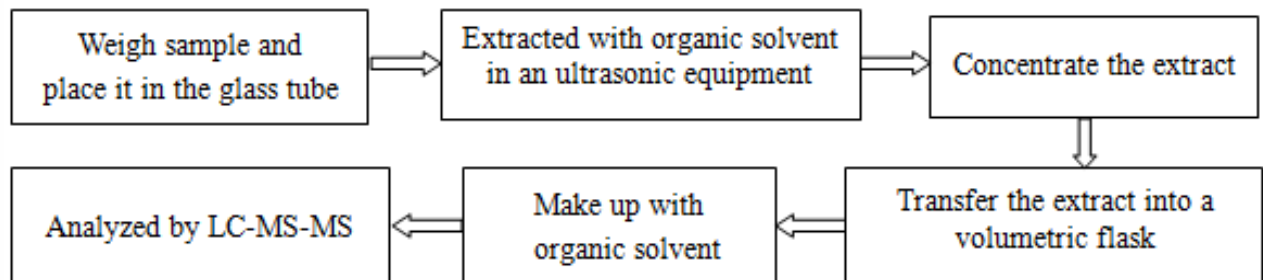 Weigh sample and
place it in the glass tube
Extracted with organic solvent
in an ultrasonic equipment
Concentrate the extract
Transfer the extract into a
volumetric flask
Make up with
organic solvent
Analyzed by LC-MS-MS